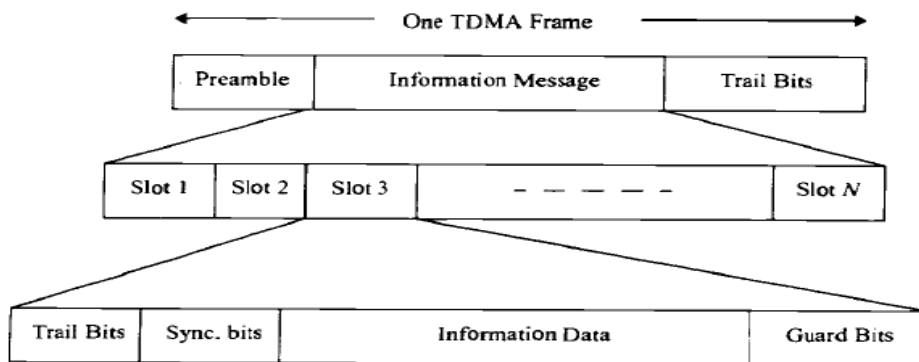 One TDMA Frame
Preamble Information Message Trail Bits
Slot 1 Slot 2 Slot 3 Slot N
Trail Bits Sync. bits Information Data Guard Bits